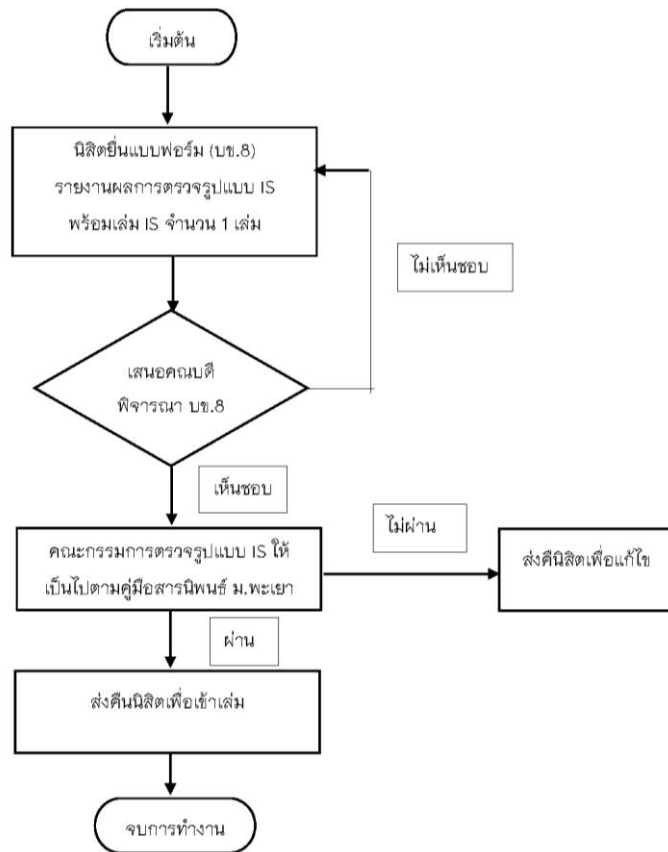 เริ่มต้น
นิสิตยื่นแบบฟอร์ม (บข.8)
รายงานผลการตรวจรูปแบบ IS
พร้อมเล่ม IS จำนวน 1 เล่ม
ไม่เห็นชอบ
เสนอคณบดี
พิจารณา บข.8
เห็นชอบ
คณะกรรมการตรวจรูปแบบ IS ให้
เป็นไปตามคู่มือสารนิพนธ์ ม.พะเยา
ไม่ผ่าน
ส่งคืนิสิตเพื่อแก้ไข
ผ่าน
ส่งคืนนิสิตเพื่อเข้าเล่ม
จบการทำงาน